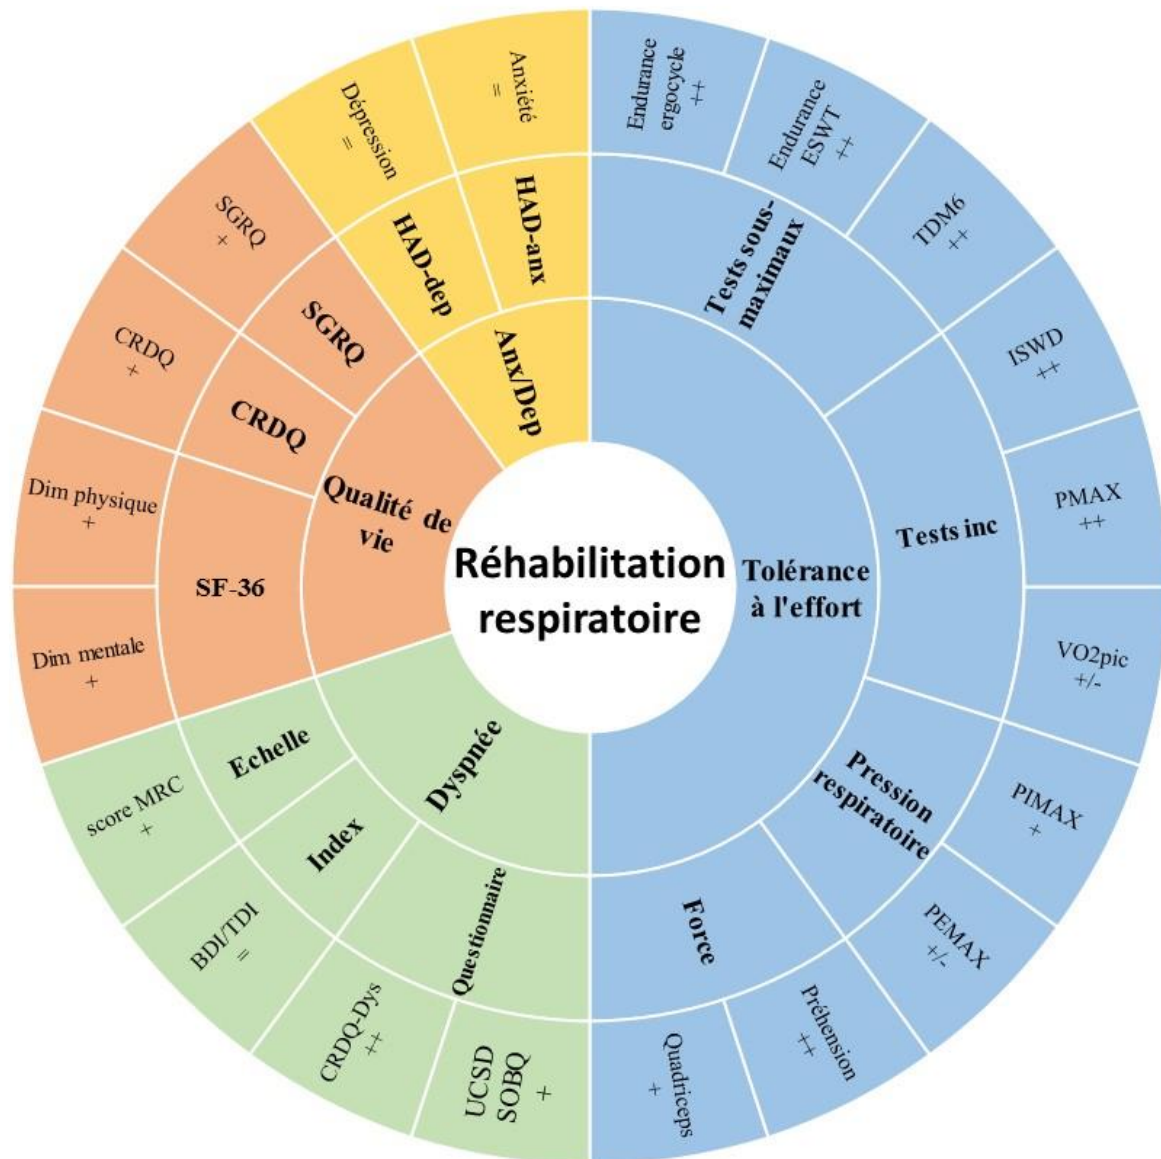 Réhabilitation
respiratoire
Tolérance
à l'effort
Tests sous-
maximaux
Endurance
ergocycle
++
Endurance
ESWT
++
TDM6
++
Tests inc
ISWD
++
PMAX
++
VO2pic
+/-
Pression
respiratoire
PIMAX
+
PEMAX
+/-
Force
Préhension
++
Quadriceps
+
Dyspnée
Questionnaire
UCSD
SOBQ
+
CRDQ-Dys
++
Index
BDI/TDI
=
Echelle
score MRC
+
Qualité de
vie
SF-36
Dim mentale
+
Dim physique
+
CRDQ
CRDQ
+
SGRQ
SGRQ
+
Anx/Dep
HAD-dep
Dépression
=
HAD-anx
Anxiété
=